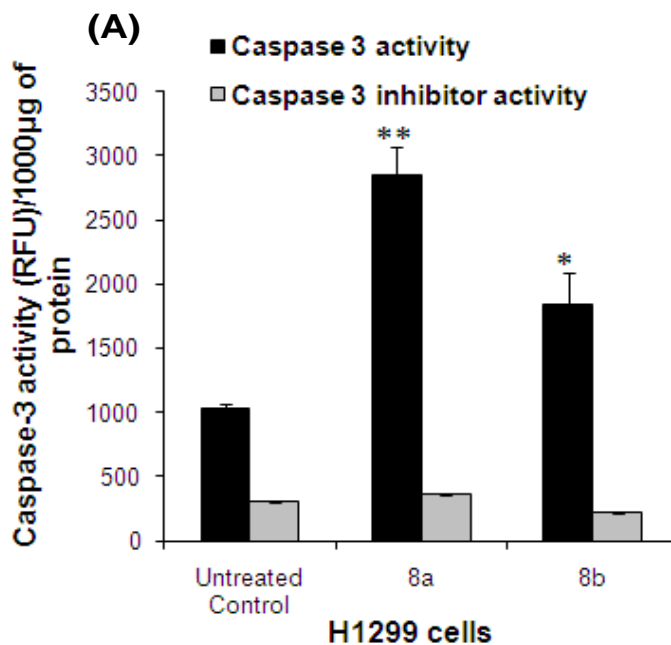 (A)
Caspase 3 activity
Caspase 3 inhibitor activity
Caspase-3 activity (RFU)/1000µg of
protein
3500
3000
2500
2000
1500
1000
500
0
**
*
Untreated
Control
8a
8b
H1299 cells